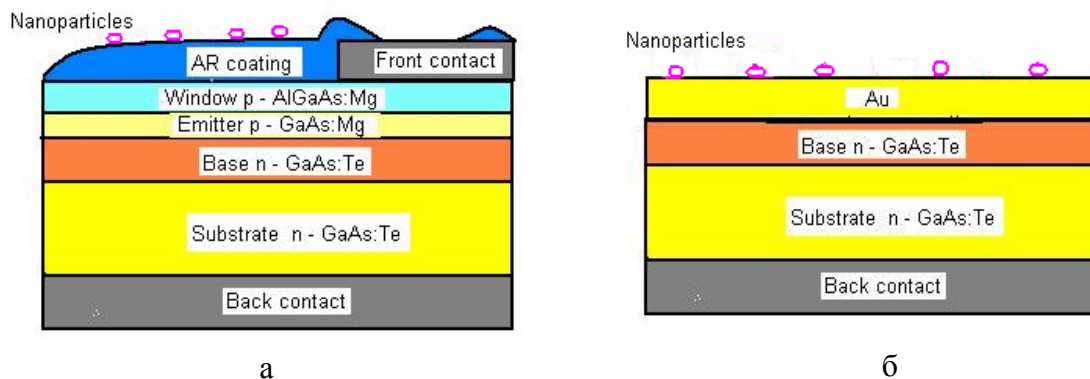 Nanoparticles
AR coating
Front contact
Window p - AlGaAs:Mg
Emitter p - GaAs:Mg
Base n - GaAs:Te
Substrate n - GaAs:Te
Back contact
а
Nanoparticles
Au
Base n - GaAs:Te
Substrate n - GaAs:Te
Back contact
б